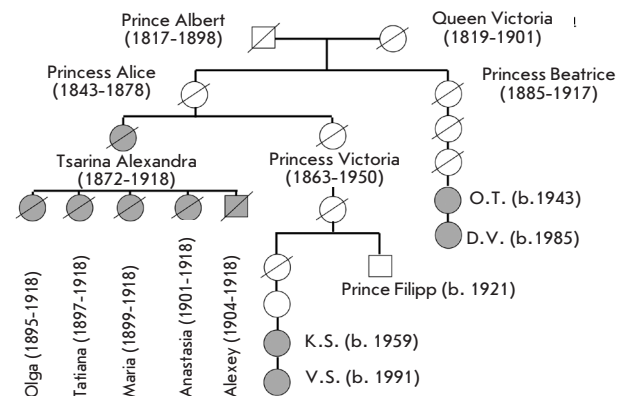 Prince Albert
(1817-1898)
Queen Victoria !
(1819-1901)
Princess Alice
(1843-1878)
Princess Beatrice
(1885-1917)
Tsarina Alexandra
(1872-1918)
Princess Victoria
(1863-1950)
O.T. (b.1943)
D.V. (b.1985)
Prince Filipp (b. 1921)
Olga (1895-1918)
Tatiana (1897-1918)
Maria (1899-1918)
Anastasia (1901-1918)
Alexey (1904-1918)
K.S. (b. 1959)
V.S. (b. 1991)